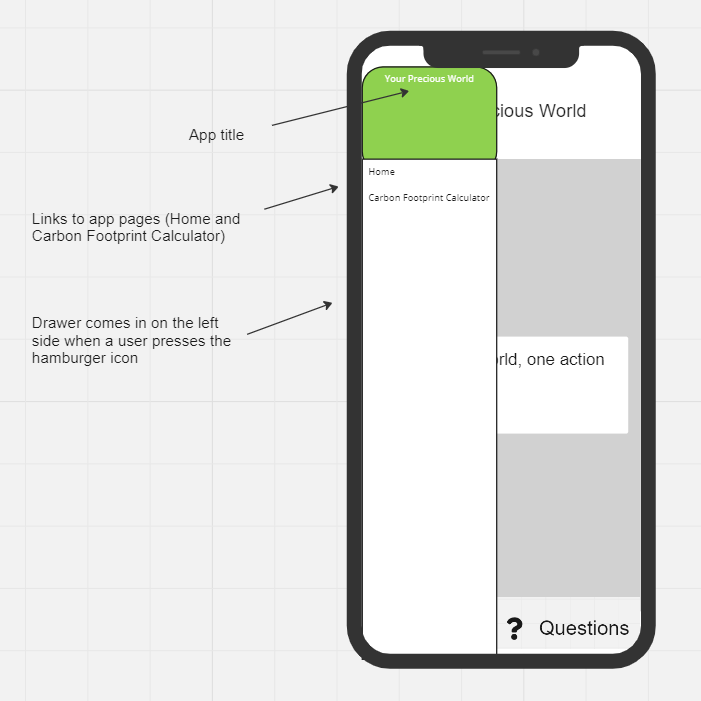 Your Precious World
cious World
App title
Home
Carbon Footprint Calculator
Links to app pages (Home and
Carbon Footprint Calculator)
Drawer comes in on the left
side when a user presses the
hamburger icon
rld, one action
? Questions